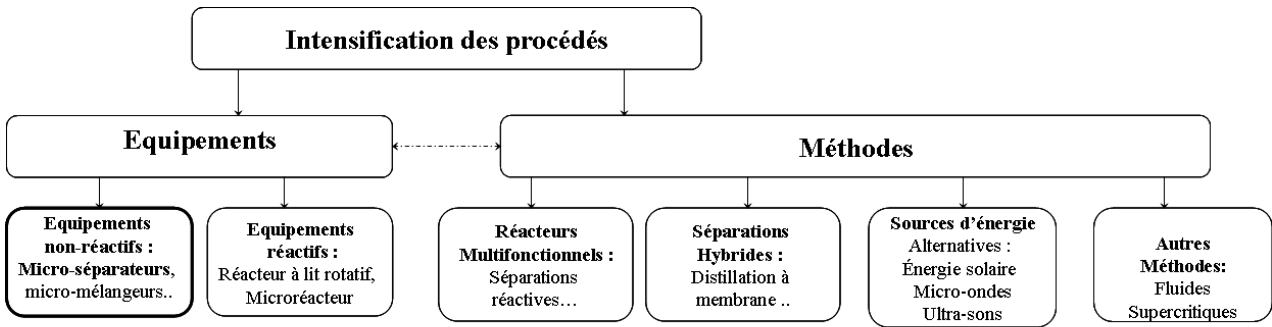 Intensification des procédés
Equipements
Méthodes
Equipements
non-réactifs :
Micro-séparateurs,
micro-mélangeurs..
Equipements
réactifs :
Réacteur à lit rotatif,
Microréacteur
Réacteurs
Multifonctionnels :
Séparations
réactives…
Séparations
Hybrides :
Distillation à
membrane ..
Sources d’énergie
Alternatives :
Énergie solaire
Micro-ondes
Ultra-sons
Autres
Méthodes:
Fluides
Supercritiques